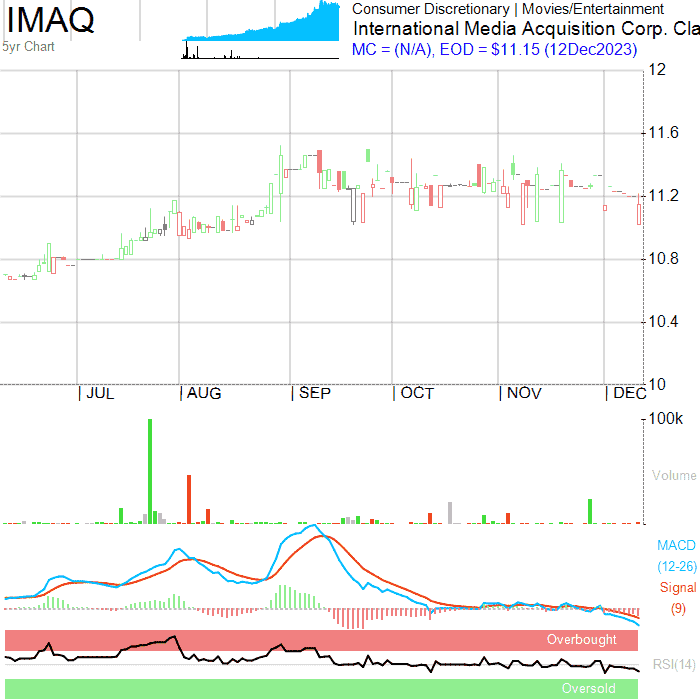 IMAQ
5yr Chart
Consumer Discretionary | Movies/Entertainment
International Media Acquisition Corp. Cla
MC = (N/A), EOD = $11.15 (12Dec2023)
12
11.6
11.2
10.8
10.4
10
| JUL | AUG | SEP | OCT | NOV | DEC
100k
Volume
MACD
(12-26)
Signal
(9)
Overbought
RSI(14)
Oversold